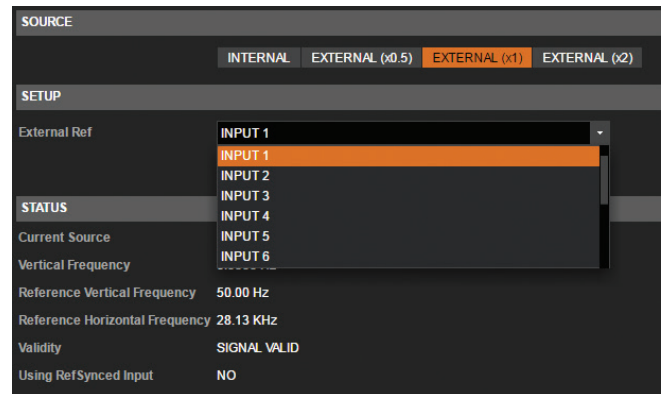 SOURCE
INTERNAL EXTERNAL (x0.5) EXTERNAL (x1) EXTERNAL (x2)
SETUP
External Ref INPUT 1
INPUT 1
INPUT 2
INPUT 3
STATUS INPUT 4
Current Source INPUT 5
Vertical Frequency INPUT 6
Reference Vertical Frequency 50.00 Hz
Reference Horizontal Frequency 28.13 KHz
Validity SIGNAL VALID
Using RefSynced Input NO